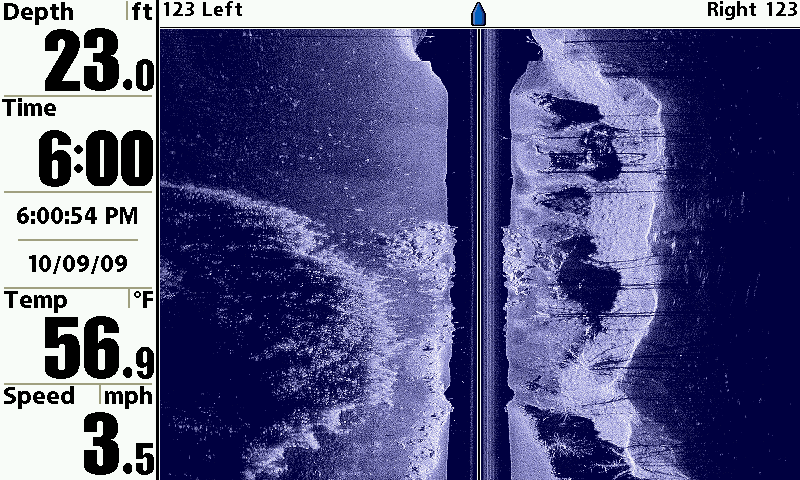 Depth ft
23.0
Time
6:00
6:00:54 PM
10/09/09
Temp °F
56.9
Speed mph
3.5
123 Left
Right 123